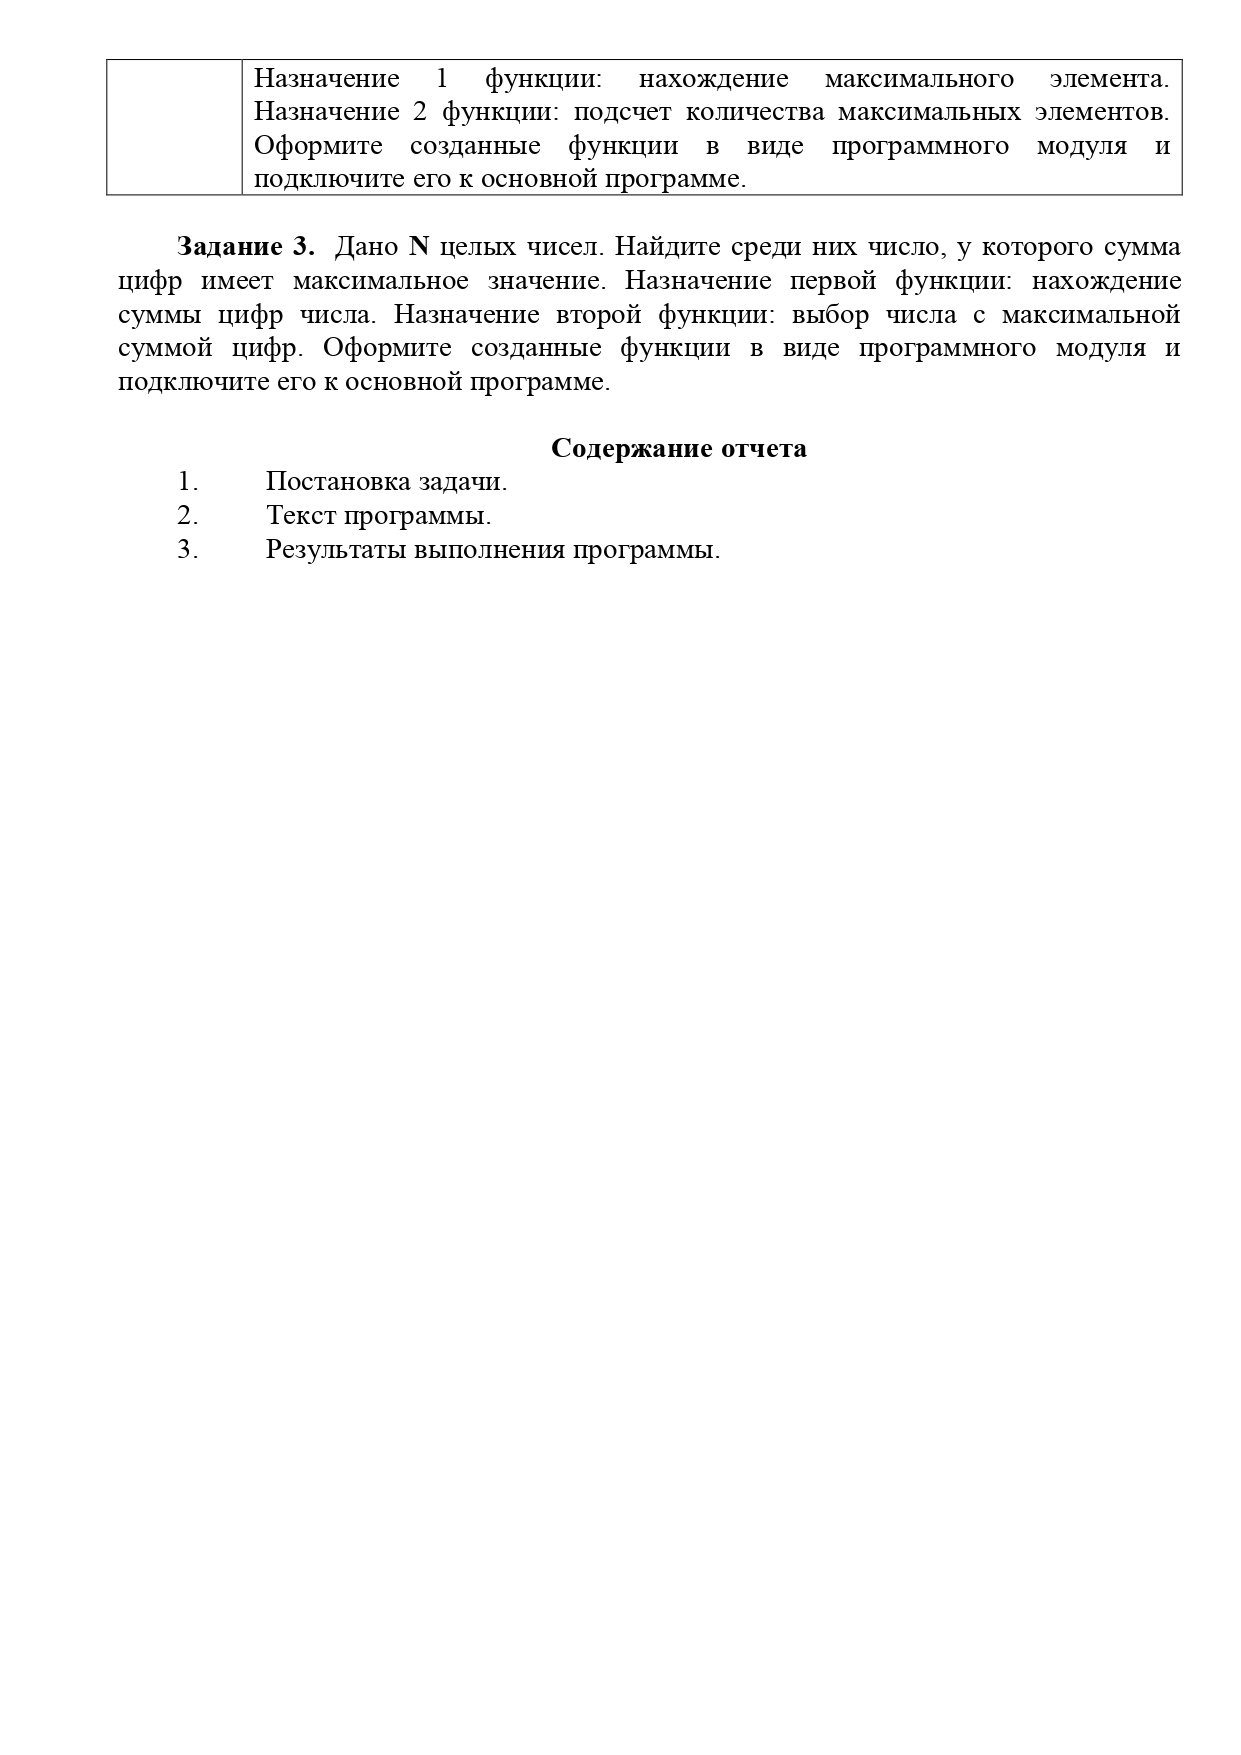 Назначение 1 функции: нахождение максимального элемента.
Назначение 2 функции: подсчет количества максимальных элементов.
Оформите созданные функции в виде программного модуля и
подключите его к основной программе.
Задание 3. Дано N целых чисел. Найдите среди них число, у которого сумма
цифр имеет максимальное значение. Назначение первой функции: нахождение
суммы цифр числа. Назначение второй функции: выбор числа с максимальной
суммой цифр. Оформите созданные функции в виде программного модуля и
подключите его к основной программе.
Содержание отчета
1. Постановка задачи.
2. Текст программы.
3. Результаты выполнения программы.